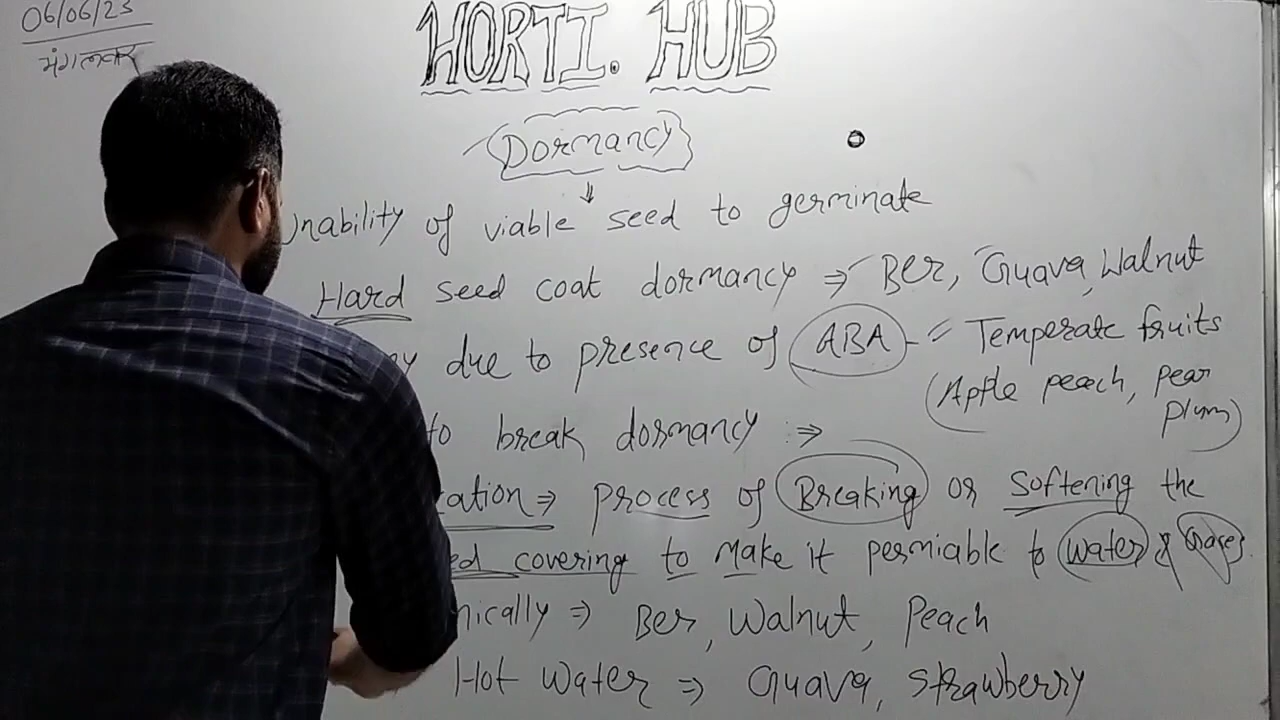 06/06/23
मंगलवार
HORTI. HUB
Dormancy
↓
Inability of viable seed to germinate
Hard seed coat dormancy ⇒ Ber, Guava, Walnut
due to presence of ABA - = Temperate fruits
(Apple peach, pear
plum)
to break dormancy :⇒
ation ⇒ process of Breaking or Softening the
ed covering to make it permiable to water & Gases.
nically ⇒ Ber, Walnut, Peach
Hot water ⇒ Guava, strawberry